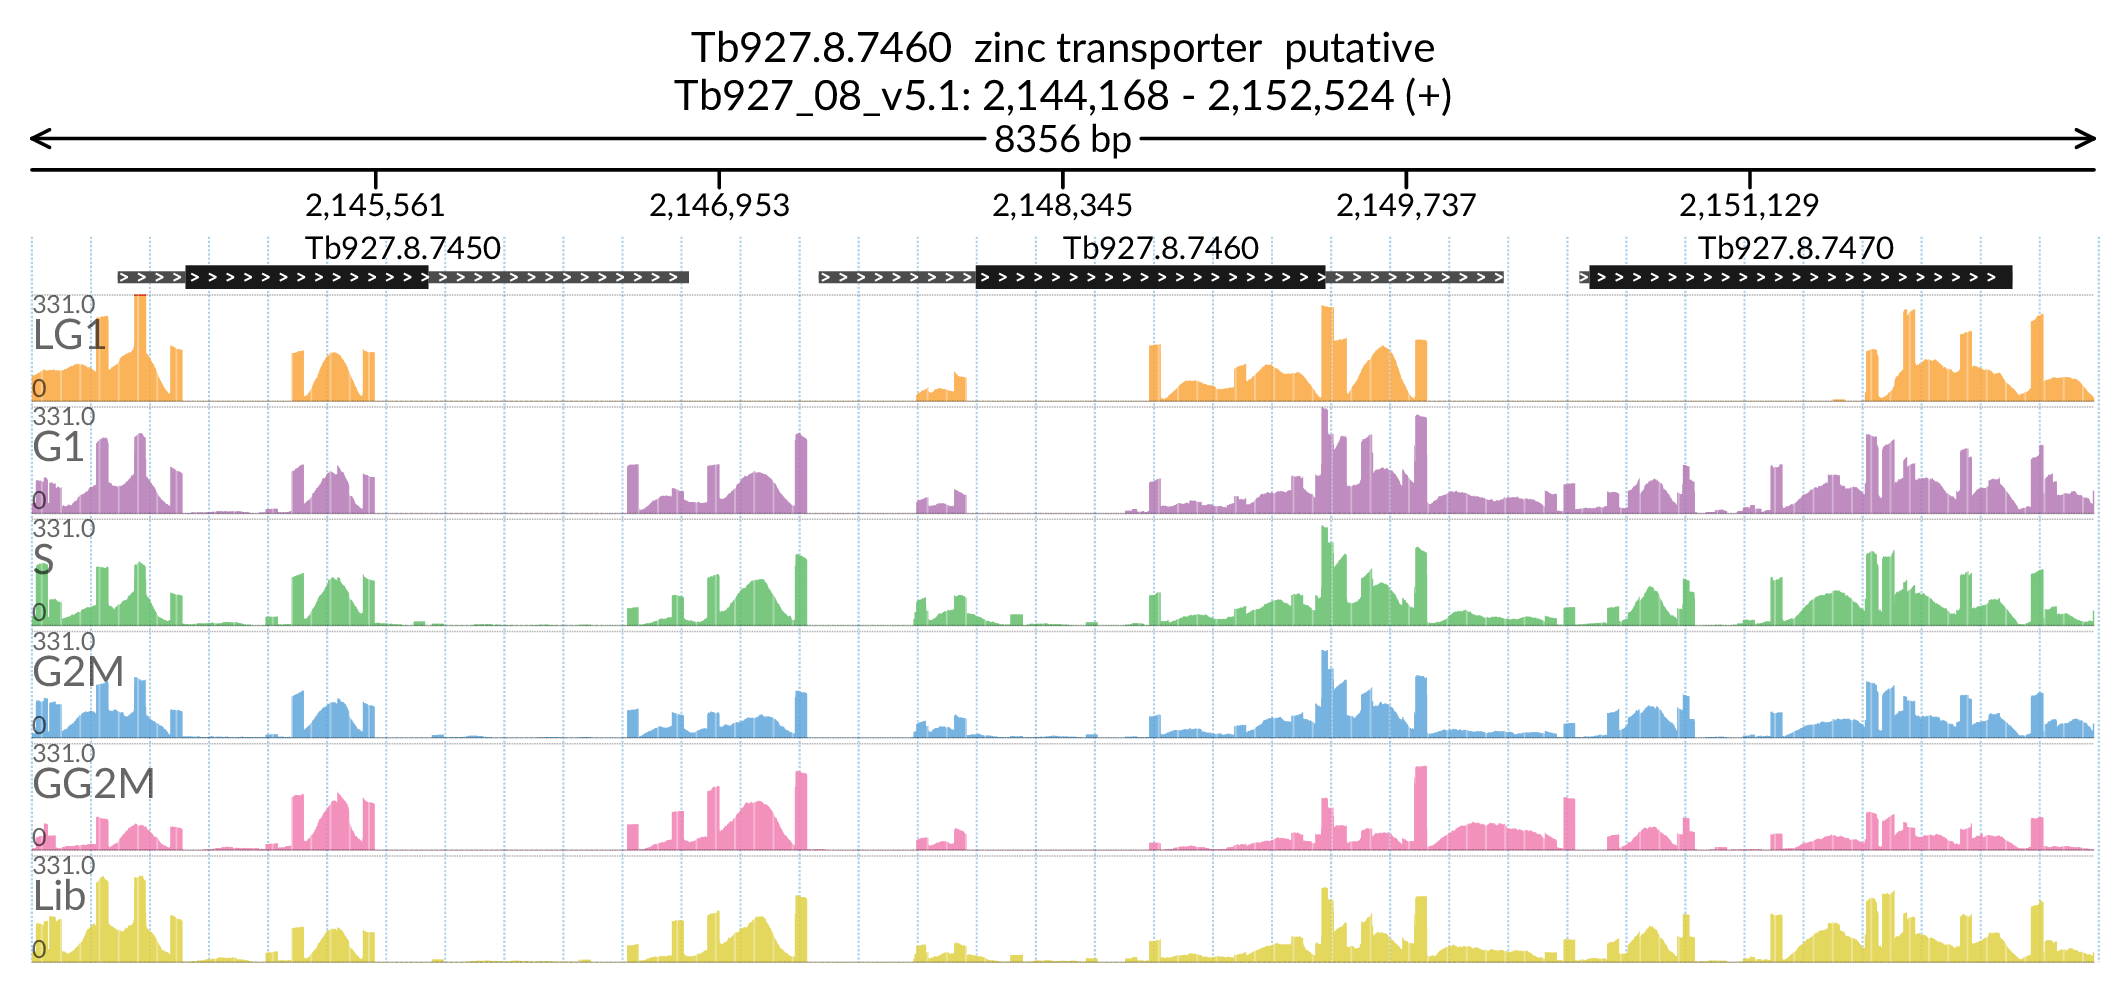 Tb927.8.7460 zinc transporter putative
Tb927_08_v5.1: 2,144,168 - 2,152,524 (+)
8356 bp
2,145,561 2,146,953 2,148,345 2,149,737 2,151,129
Tb927.8.7450 Tb927.8.7460 Tb927.8.7470
331.0
LG1
0
331.0
G1
0
331.0
S
0
331.0
G2M
0
331.0
GG2M
0
331.0
Lib
0